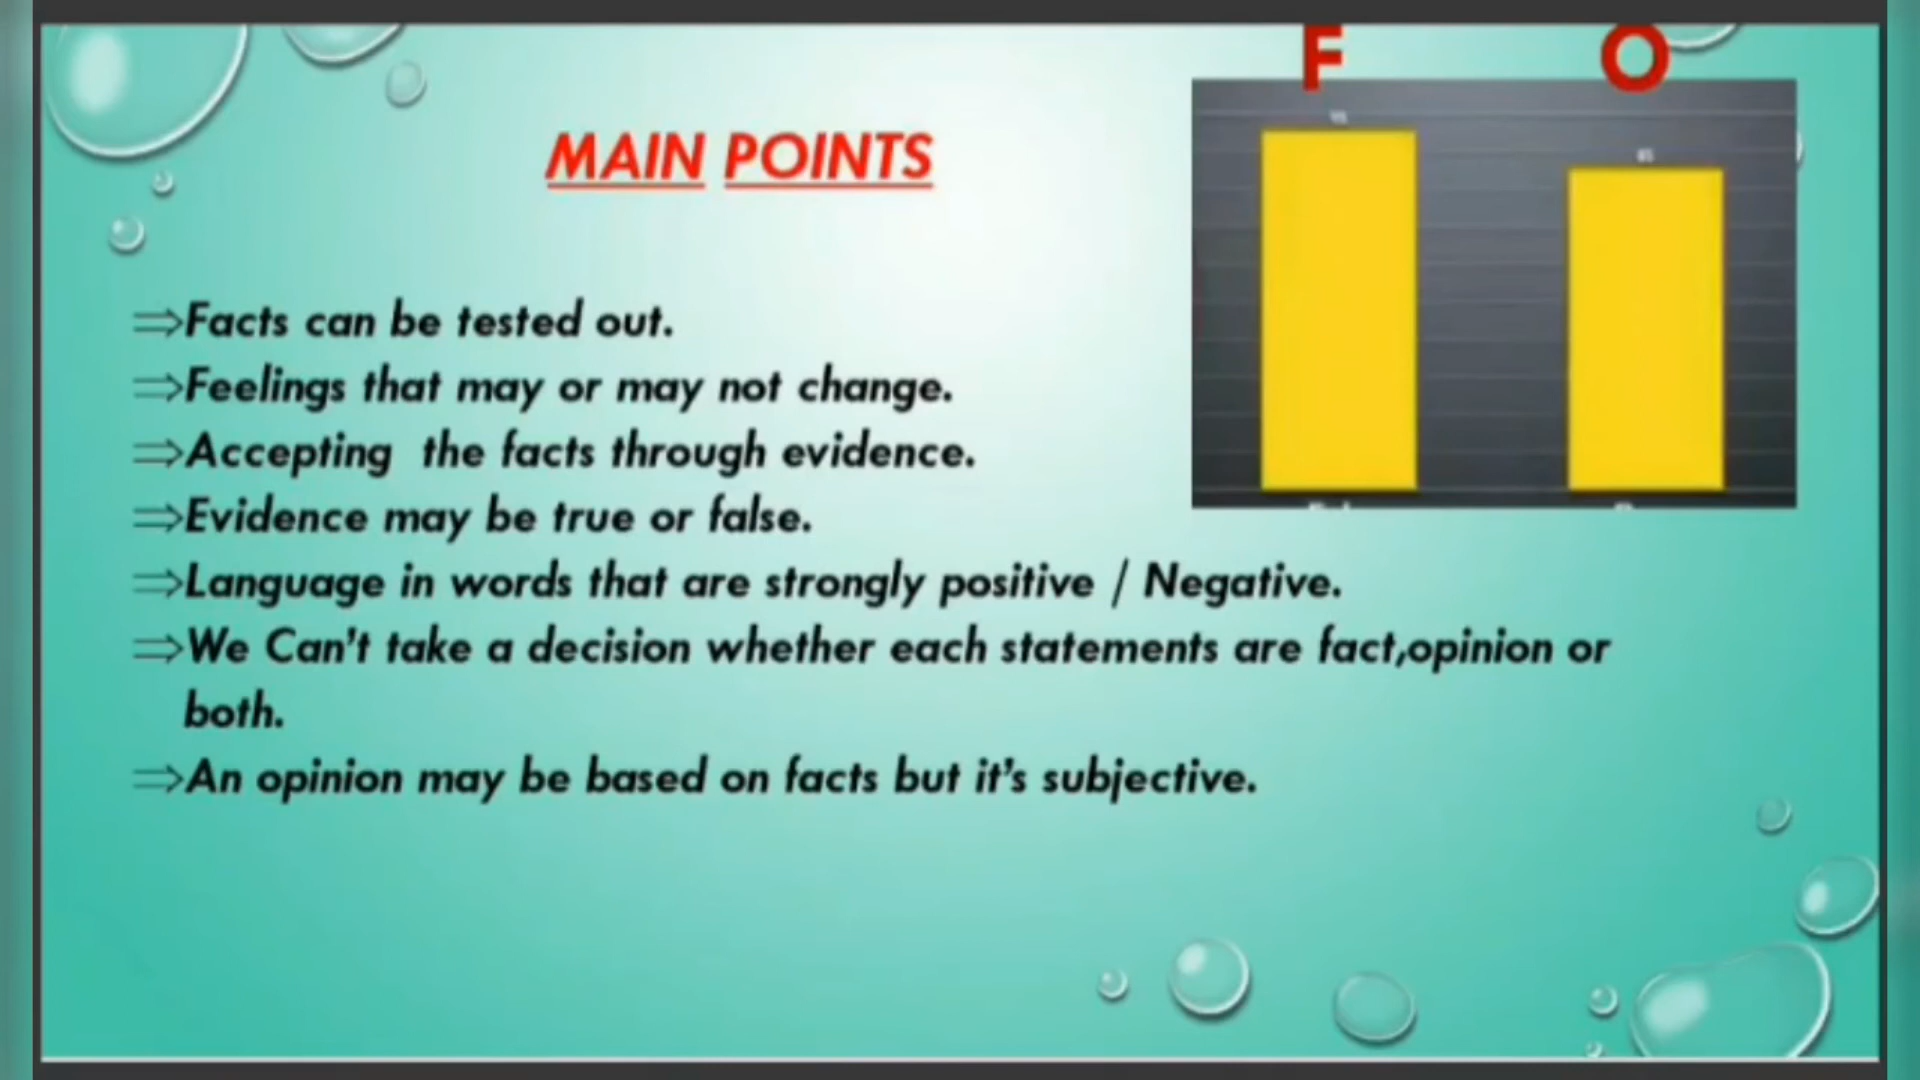 F O
MAIN POINTS
⇒Facts can be tested out.
⇒Feelings that may or may not change.
⇒Accepting the facts through evidence.
⇒Evidence may be true or false.
⇒Language in words that are strongly positive / Negative.
⇒We Can't take a decision whether each statements are fact,opinion or
both.
⇒An opinion may be based on facts but it's subjective.